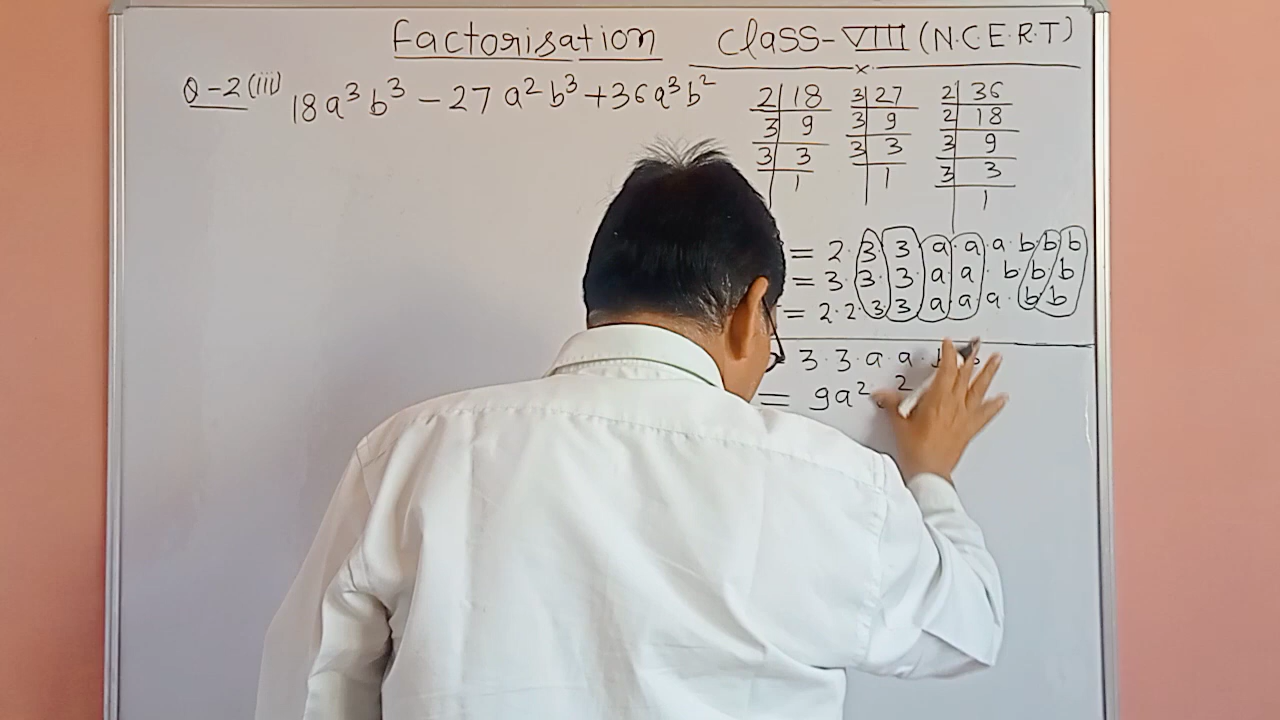 Factorisation Class-VIII (N.C.E.R.T)
Q-2(iii) 18a³b³ - 27a²b³ + 36a³b²
2 | 18
3 | 9
3 | 3
1
3 | 27
3 | 9
3 | 3
1
2 | 36
2 | 18
3 | 9
3 | 3
1
= 2·3·3·a·a·a·b·b·b
= 3·3·3·a·a·b·b·b
= 2·2·3·3·a·a·a·b·b
3·3·a·a·
= 9a² ²